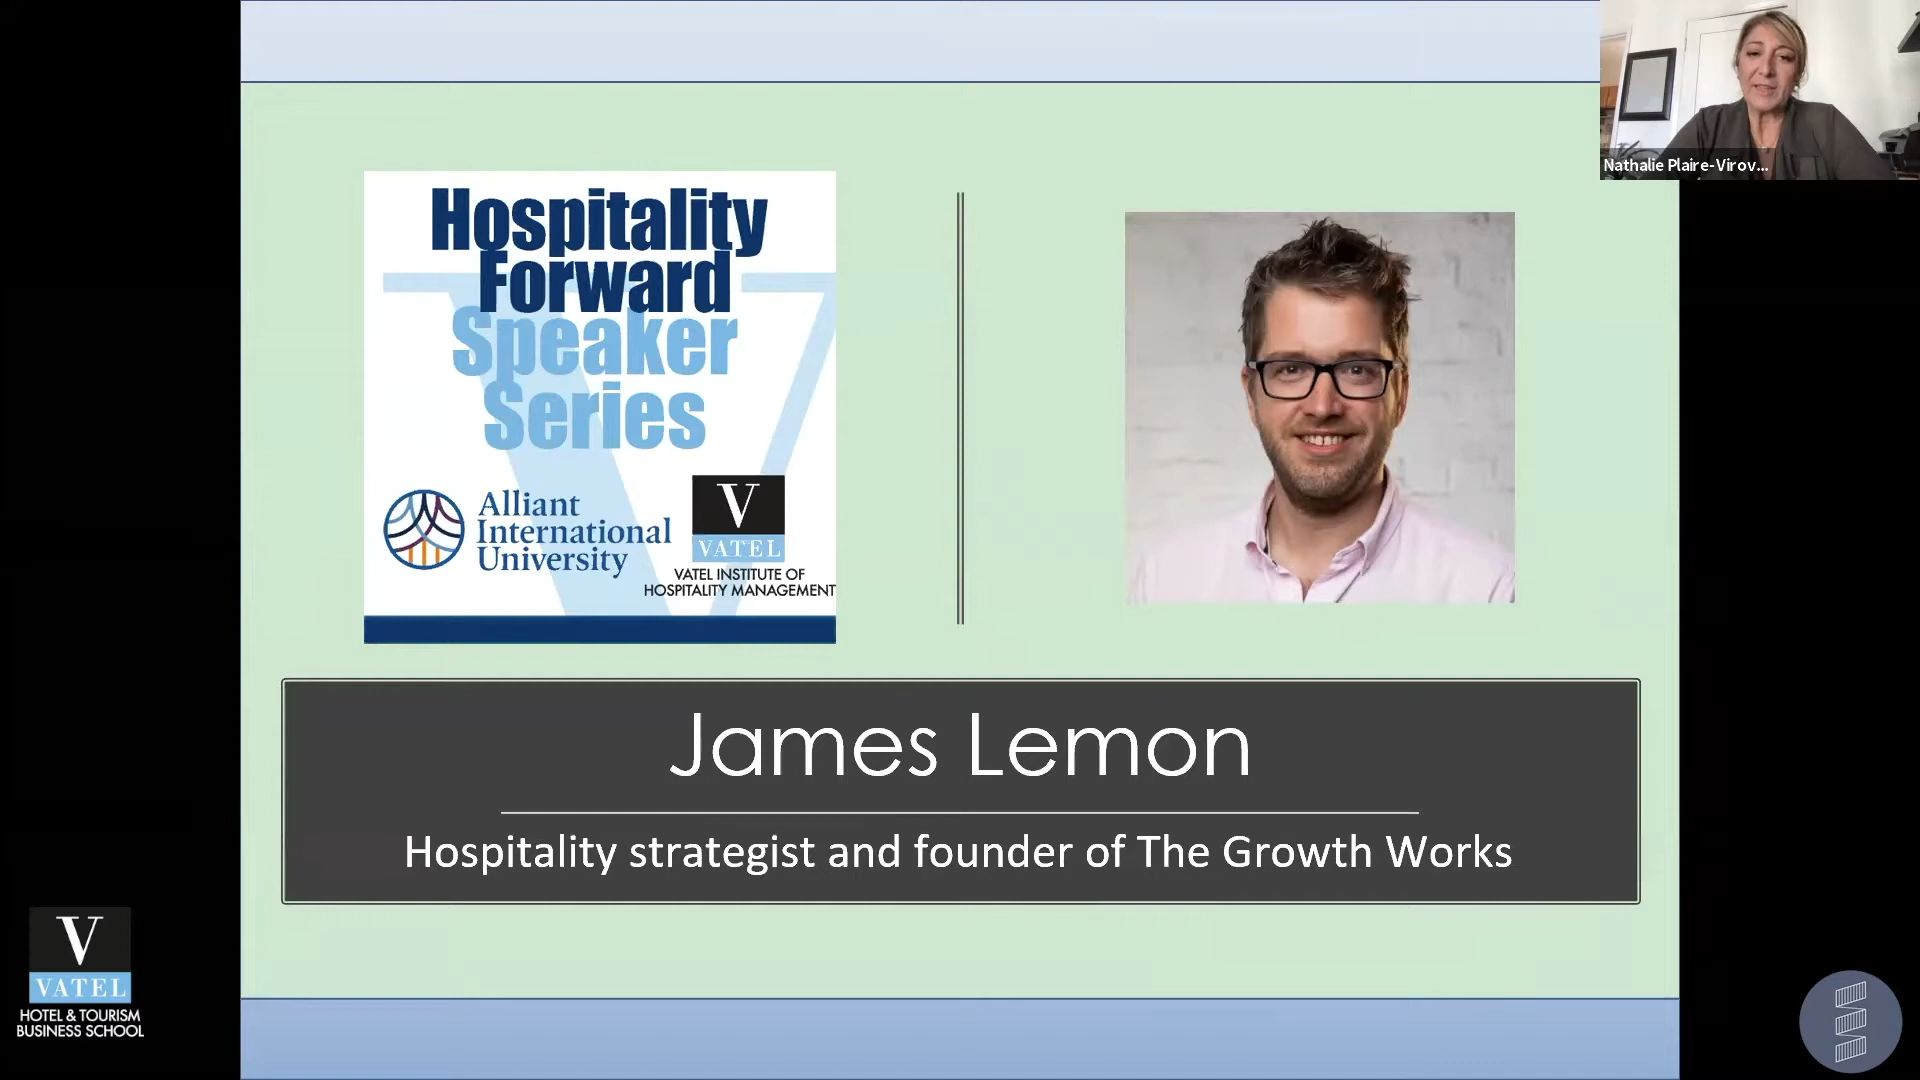 Nathalie Plaire-Virov...
Hospitality
Forward
Speaker
Series
Alliant
International
University
V
VATEL
VATEL INSTITUTE OF
HOSPITALITY MANAGEMENT
James Lemon
Hospitality strategist and founder of The Growth Works
V
VATEL
HOTEL & TOURISM
BUSINESS SCHOOL